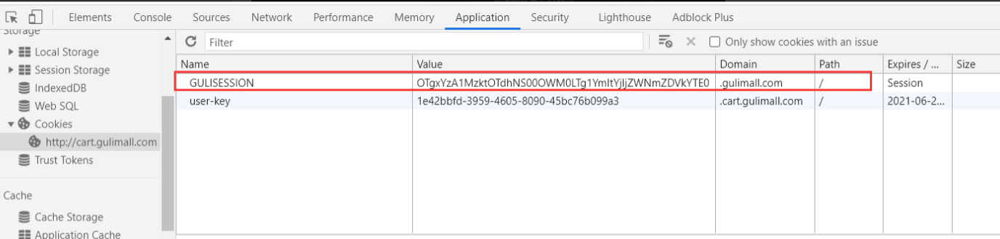 Elements Console Sources Network Performance Memory Application Security Lighthouse Adblock Plus
Storage
Local Storage
Session Storage
IndexedDB
Web SQL
Cookies
http://cart.gulimall.com
Trust Tokens
Cache
Cache Storage
Application Cache
Filter
Only show cookies with an issue
Name Value Domain Path Expires / ... Size
GULISESSION OTgxYzA1MzktOTdhNS00OWM0LTg1YmItYjljZWNmZDVkYTE0 .gulimall.com / Session
user-key 1e42bbfd-3959-4605-8090-45bc76b099a3 .cart.gulimall.com / 2021-06-2...